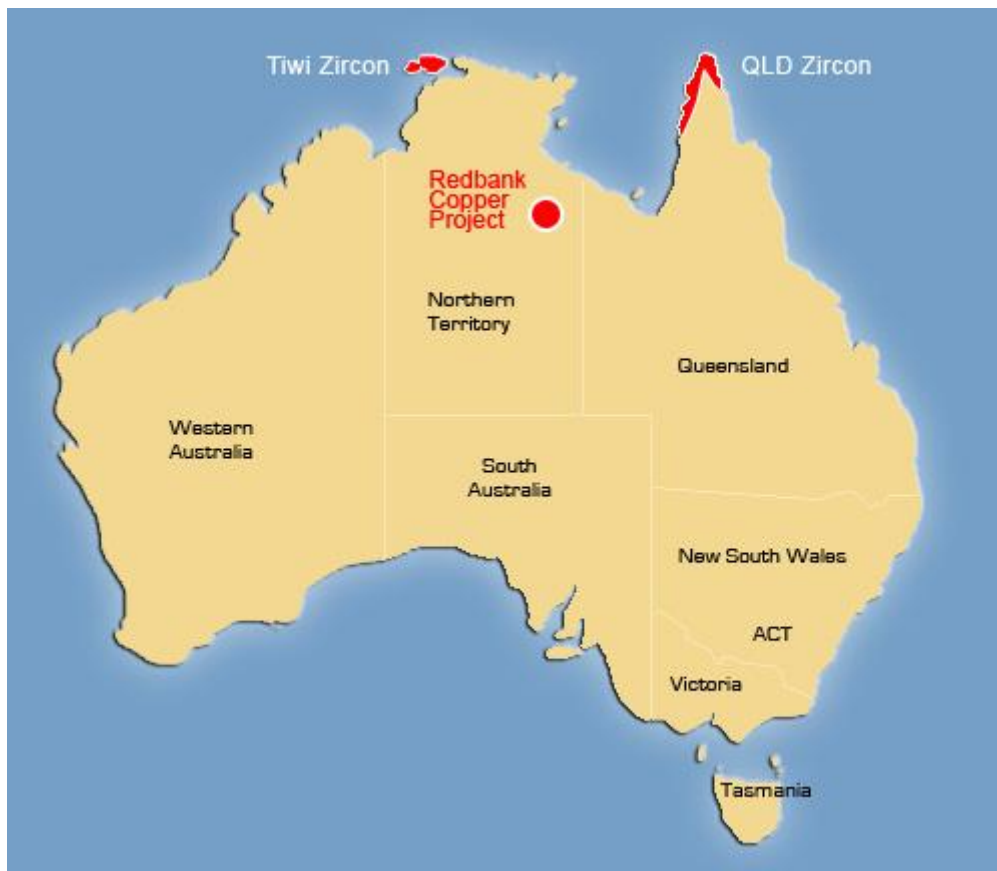 Tiwi Zircon
QLD Zircon
Redbank
Copper
Project
Northern
Territory
Queensland
Western
Australia
South
Australia
New South Wales
ACT
Victoria
Tasmania